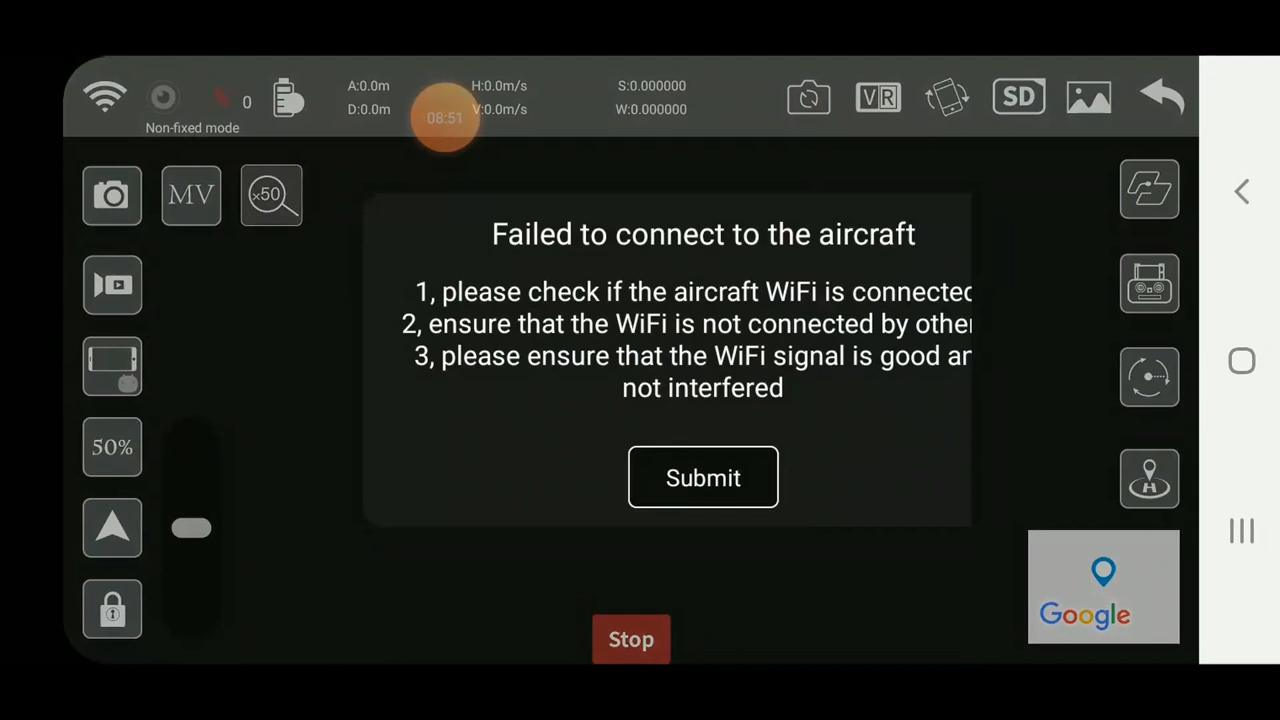 A:0.0m
H:0.0m/s
S:0.000000
0
08:51
D:0.0m
V:0.0m/s
W:0.000000
Non-fixed mode
VR
SD
MV
x50
Failed to connect to the aircraft
1, please check if the aircraft WiFi is connected
2, ensure that the WiFi is not connected by other
3, please ensure that the WiFi signal is good an
not interfered
50%
Submit
H
Google
Stop